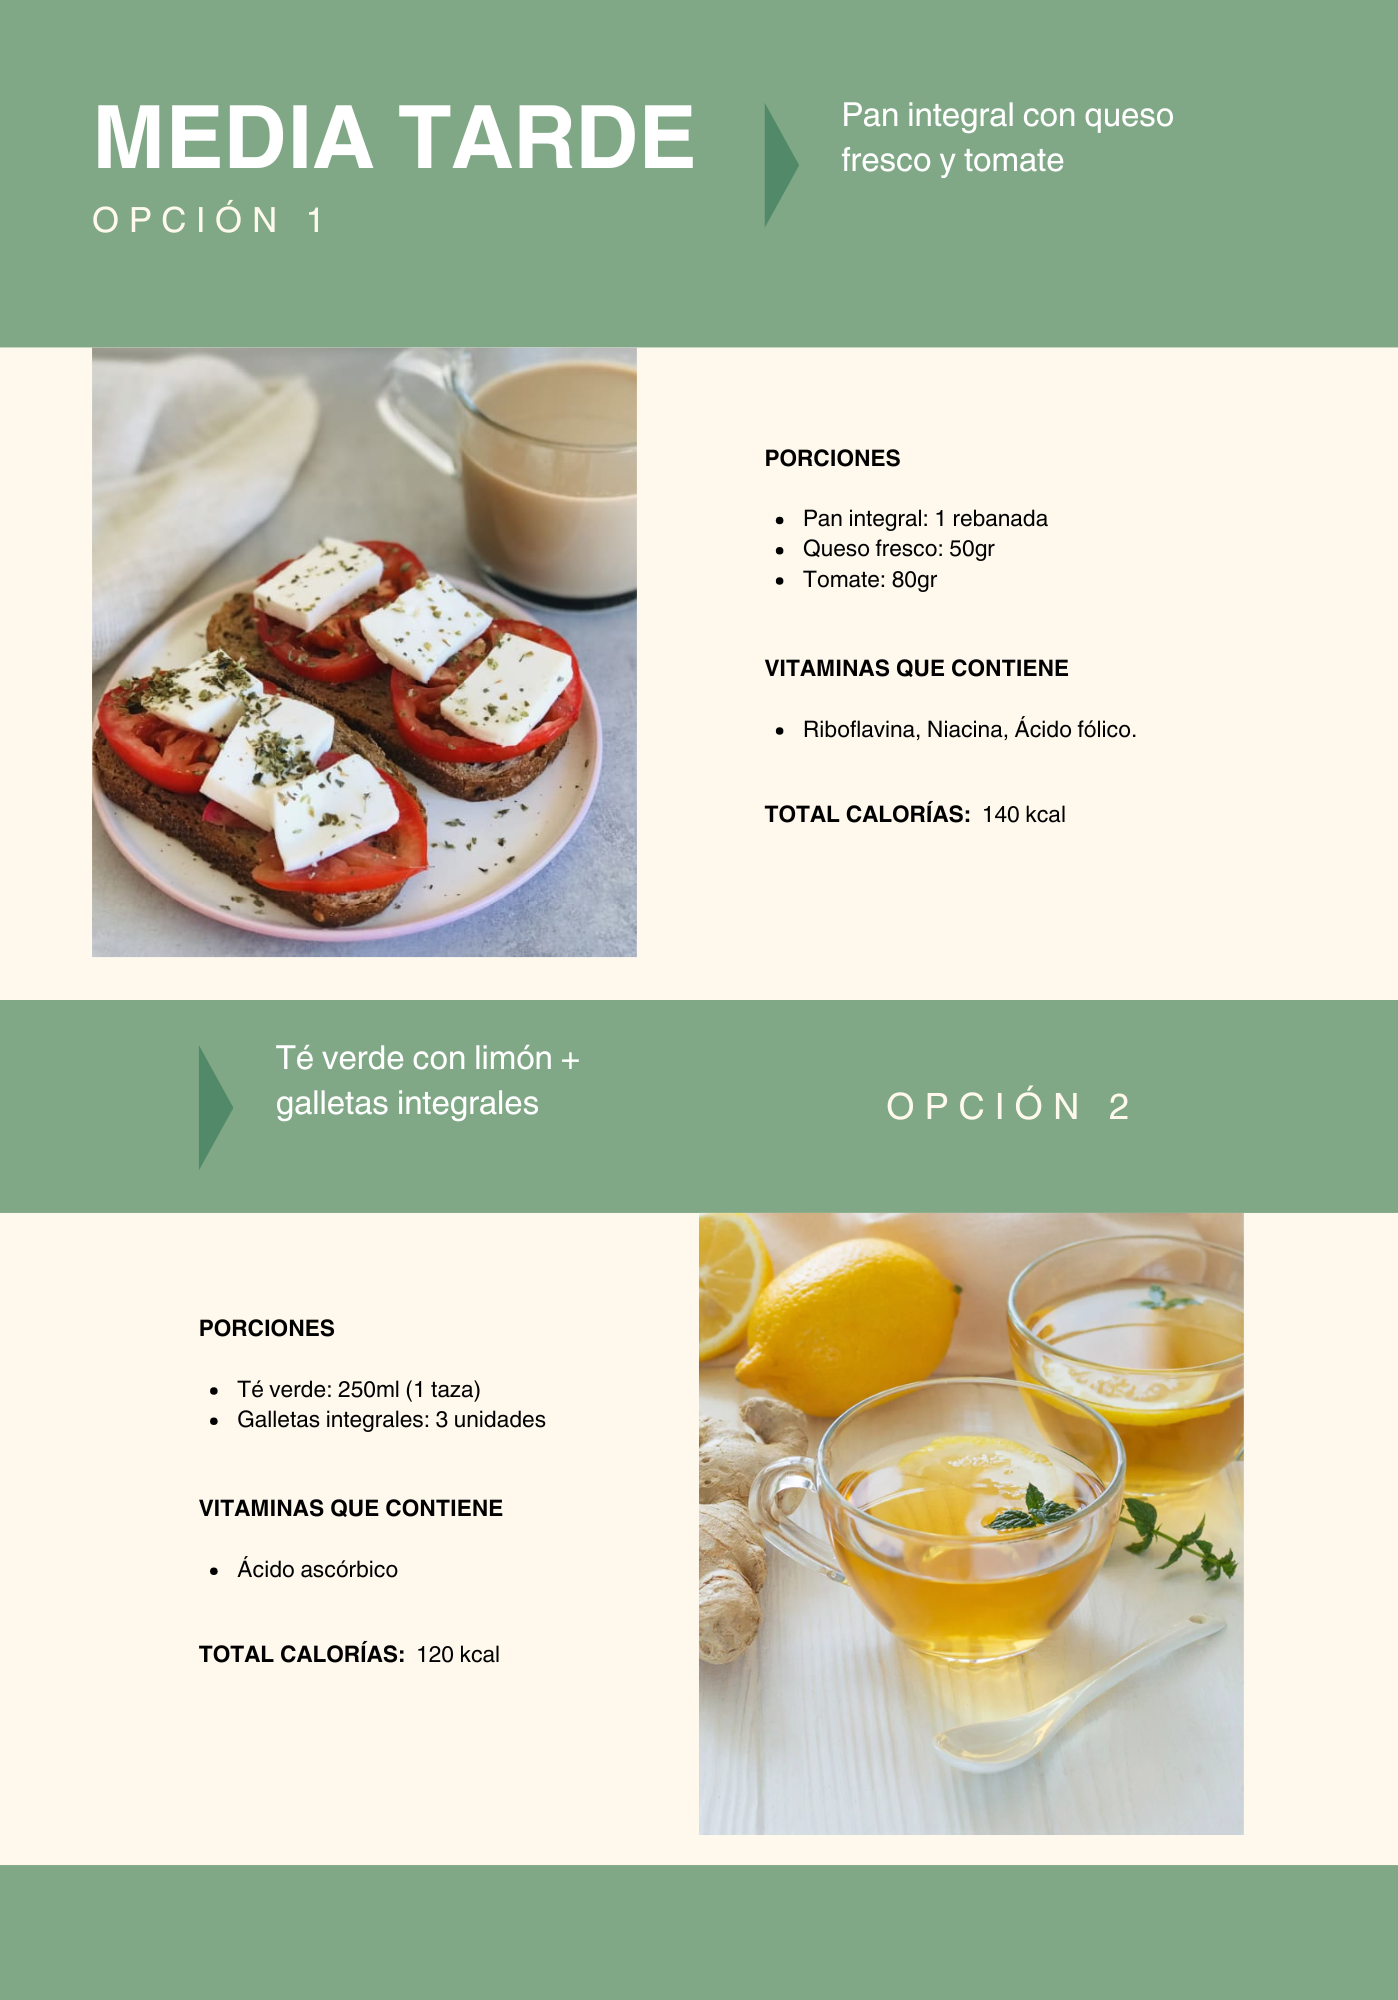 MEDIA TARDE
OPCIÓN 1
Pan integral con queso
fresco y tomate
PORCIONES
• Pan integral: 1 rebanada
• Queso fresco: 50gr
• Tomate: 80gr
VITAMINAS QUE CONTIENE
• Riboflavina, Niacina, Ácido fólico.
TOTAL CALORÍAS: 140 kcal
Té verde con limón +
galletas integrales
OPCIÓN 2
PORCIONES
• Té verde: 250ml (1 taza)
• Galletas integrales: 3 unidades
VITAMINAS QUE CONTIENE
• Ácido ascórbico
TOTAL CALORÍAS: 120 kcal